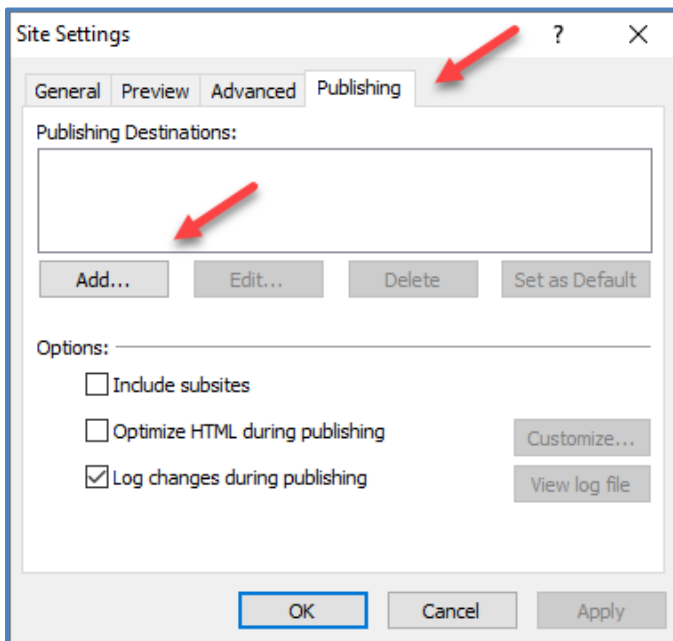 Site Settings
?
General Preview Advanced Publishing
Publishing Destinations:
Add... Edit... Delete Set as Default
Options:
Include subsites
Optimize HTML during publishing
Customize...
Log changes during publishing
View log file
OK Cancel Apply